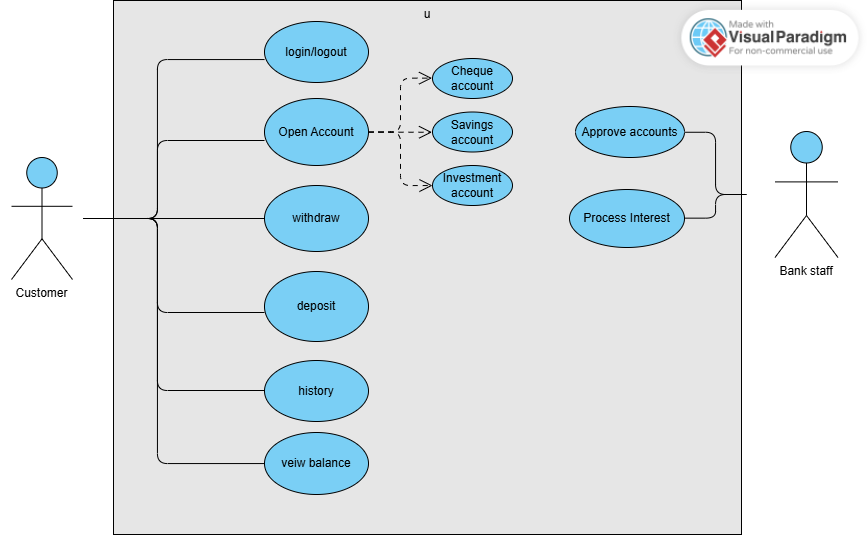 u
Made with
Visual Paradigm
For non-commercial use
login/logout
Cheque
account
Open Account
Savings
account
Approve accounts
Investment
account
withdraw
Process Interest
Customer
Bank staff
deposit
history
veiw balance